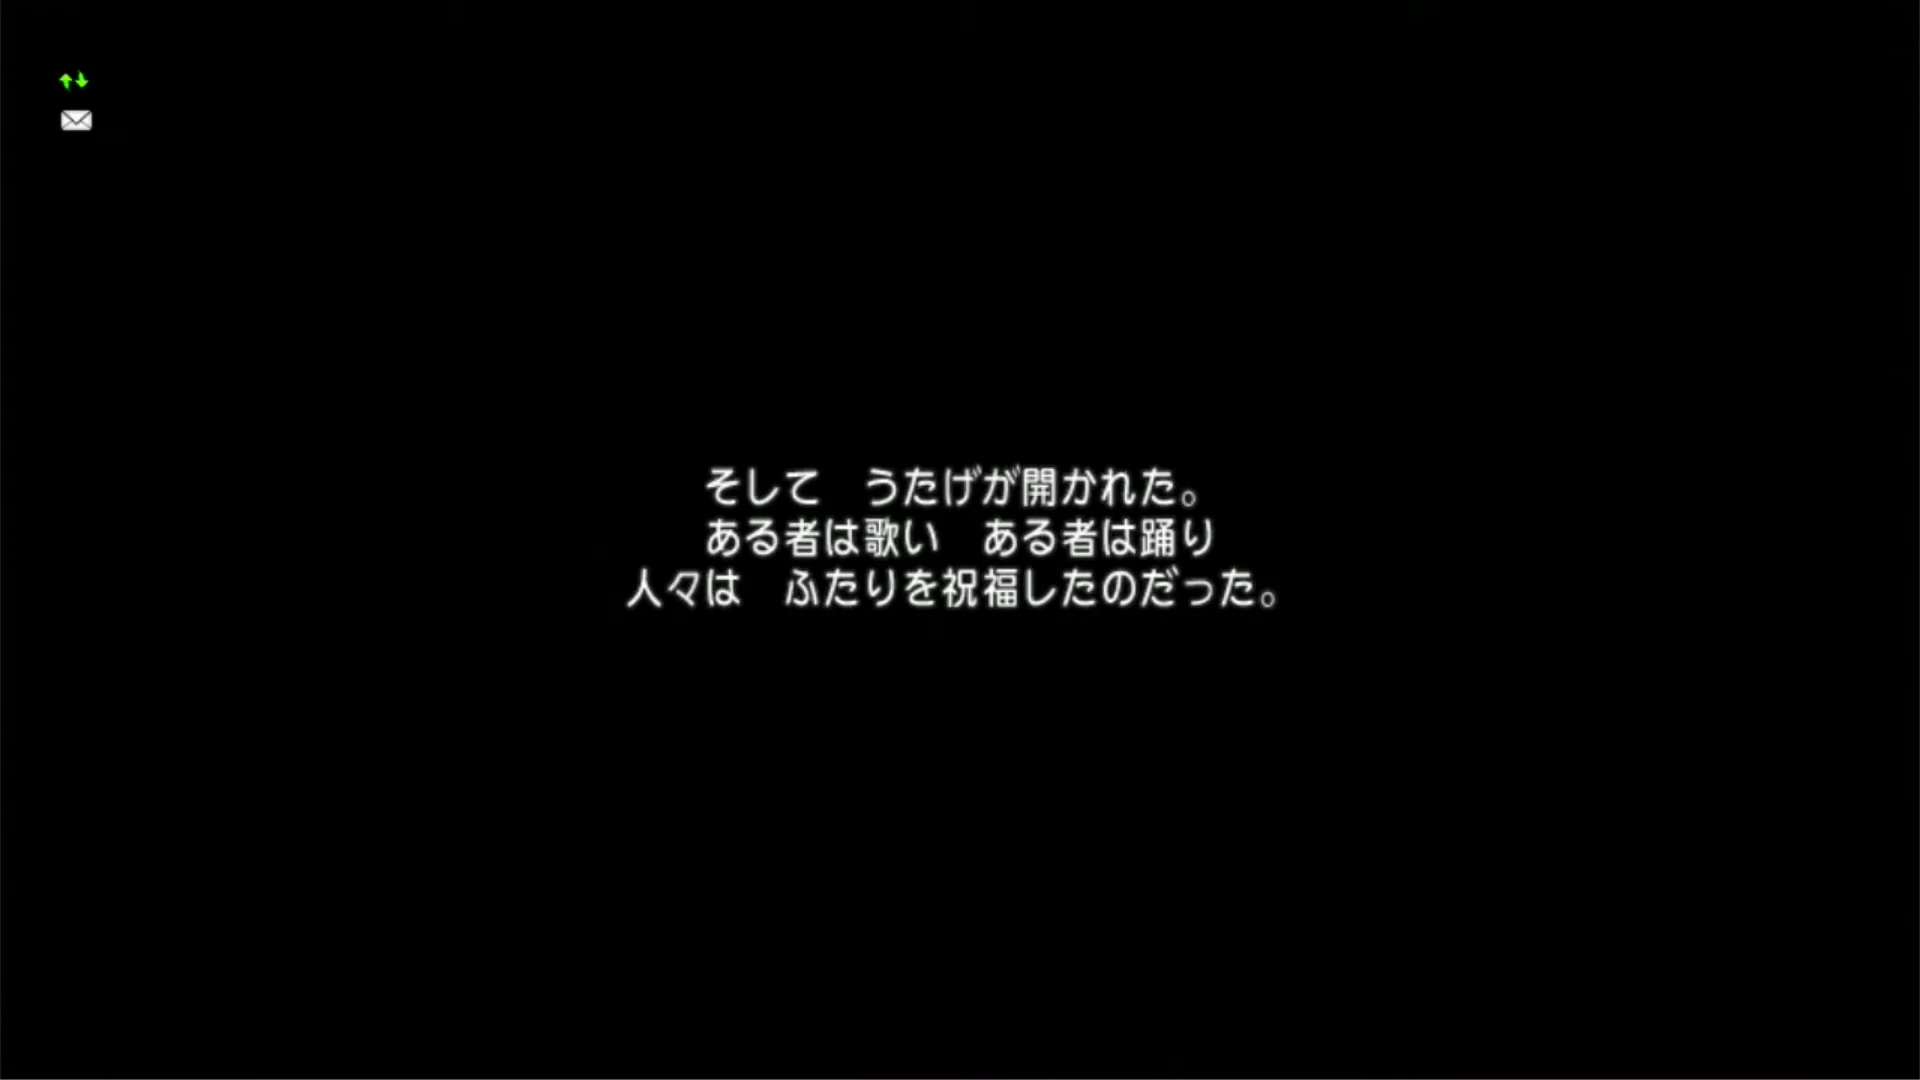 そして　うたげが開かれた。
ある者は歌い　ある者は踊り
人々は　ふたりを祝福したのだった。